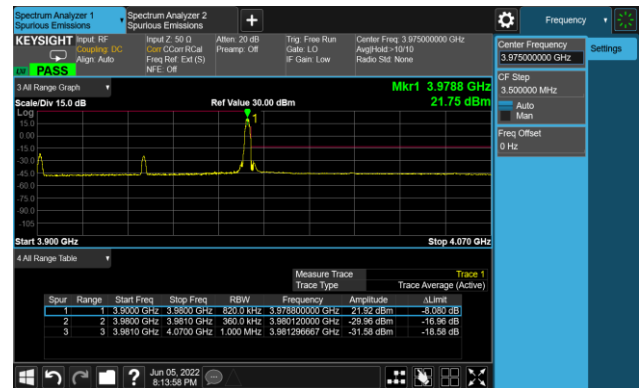 Spectrum Analyzer 1
Spurious Emissions
Spectrum Analyzer 2
Spurious Emissions
+
Frequency
KEYSIGHT
Input: RF
Coupling: DC
Align: Auto
Input Z: 50 Ω
Corr CCorr RCal
Freq Ref: Ext (S)
NFE: Off
Atten: 20 dB
Preamp: Off
Trig: Free Run
Gate: LO
IF Gain: Low
Center Freq: 3.975000000 GHz
Avg|Hold:>10/10
Radio Std: None
PASS
Center Frequency
3.975000000 GHz
Settings
CF Step
3.500000 MHz
Auto
Man
Freq Offset
0 Hz
3 All Range Graph
Mkr1 3.9788 GHz
Scale/Div 15.0 dB
Ref Value 30.00 dBm
21.75 dBm
Log
1
15.0
0.00
-15.0
-30.0
-45.0
-60.0
-75.0
-90.0
-105
Start 3.900 GHz
Stop 4.070 GHz
4 All Range Table
Measure Trace Trace 1
Trace Type Trace Average (Active)
Spur Range Start Freq Stop Freq RBW Frequency Amplitude ΔLimit
1 1 3.9000 GHz 3.9800 GHz 820.0 kHz 3.978800000 GHz 21.92 dBm -8.080 dB
2 2 3.9800 GHz 3.9810 GHz 360.0 kHz 3.980120000 GHz -29.96 dBm -16.96 dB
3 3 3.9810 GHz 4.0700 GHz 1.000 MHz 3.981296667 GHz -31.58 dBm -18.58 dB
?
Jun 05, 2022
8:13:58 PM